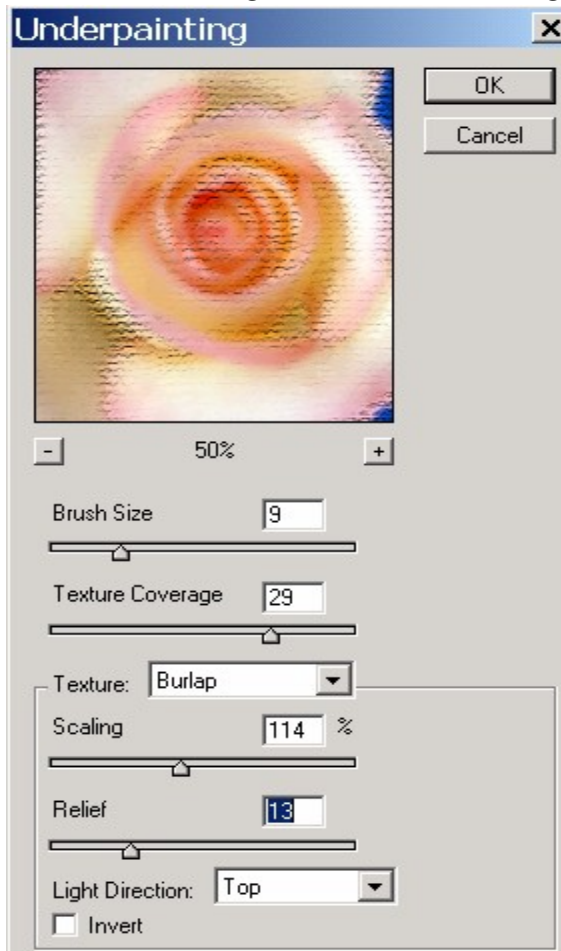 Underpainting
OK
Cancel
- 50% +
Brush Size 9
Texture Coverage 29
Texture: Burlap
Scaling 114 %
Relief 13
Light Direction: Top
Invert